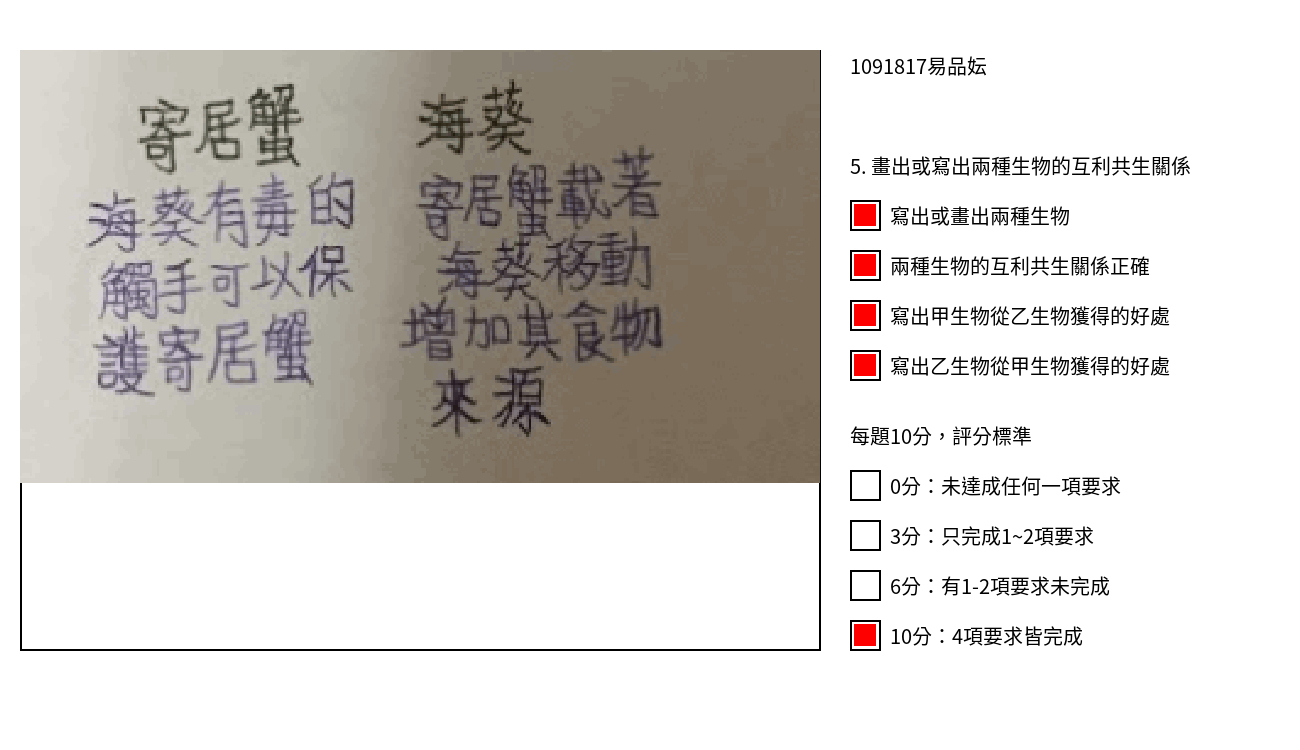 寄居蟹
海葵有毒的
觸手可以保
護寄居蟹
海葵
寄居蟹載著
海葵移動
增加其食物
來源
1091817易品妘
5. 畫出或寫出兩種生物的互利共生關係
寫出或畫出兩種生物
兩種生物的互利共生關係正確
寫出甲生物從乙生物獲得的好處
寫出乙生物從甲生物獲得的好處
每題10分，評分標準
0分：未達成任何一項要求
3分：只完成1~2項要求
6分：有1-2項要求未完成
10分：4項要求皆完成